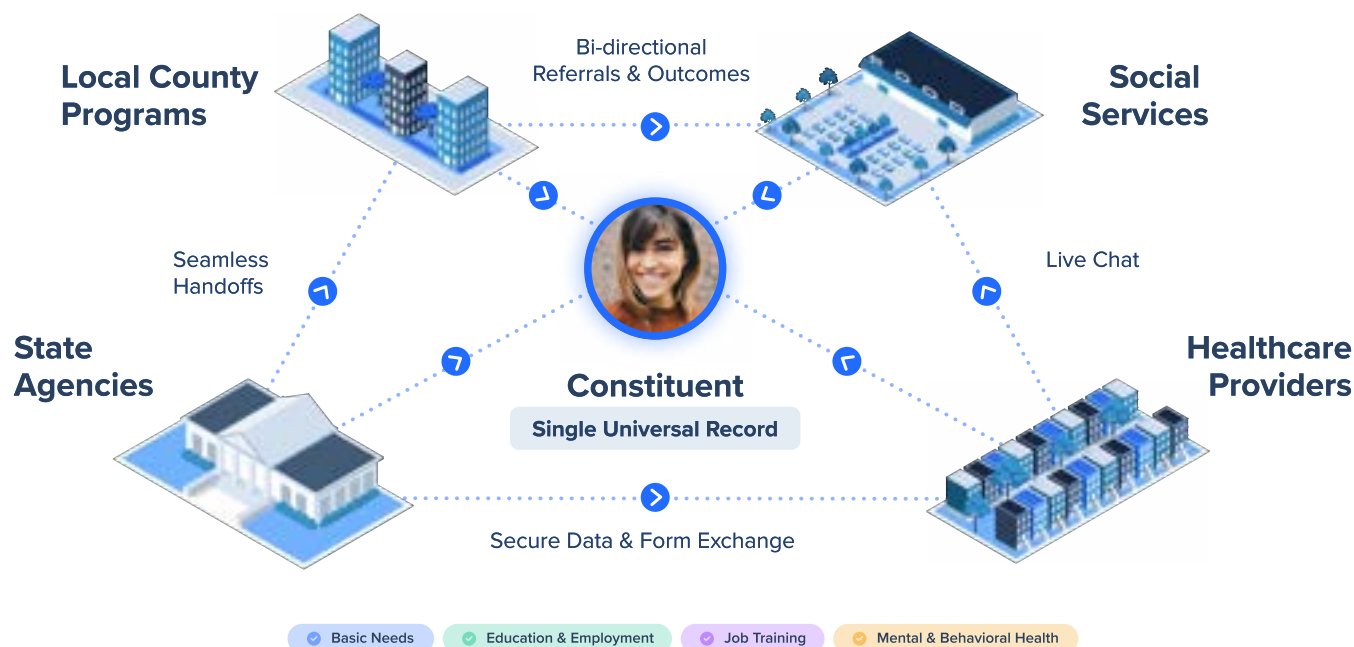 Bi-directional
Referrals & Outcomes
Local County
Programs
Social
Services
Seamless
Handoffs
Live Chat
State
Agencies
Healthcare
Providers
Constituent
Single Universal Record
Secure Data & Form Exchange
Basic Needs
Education & Employment
Job Training
Mental & Behavioral Health